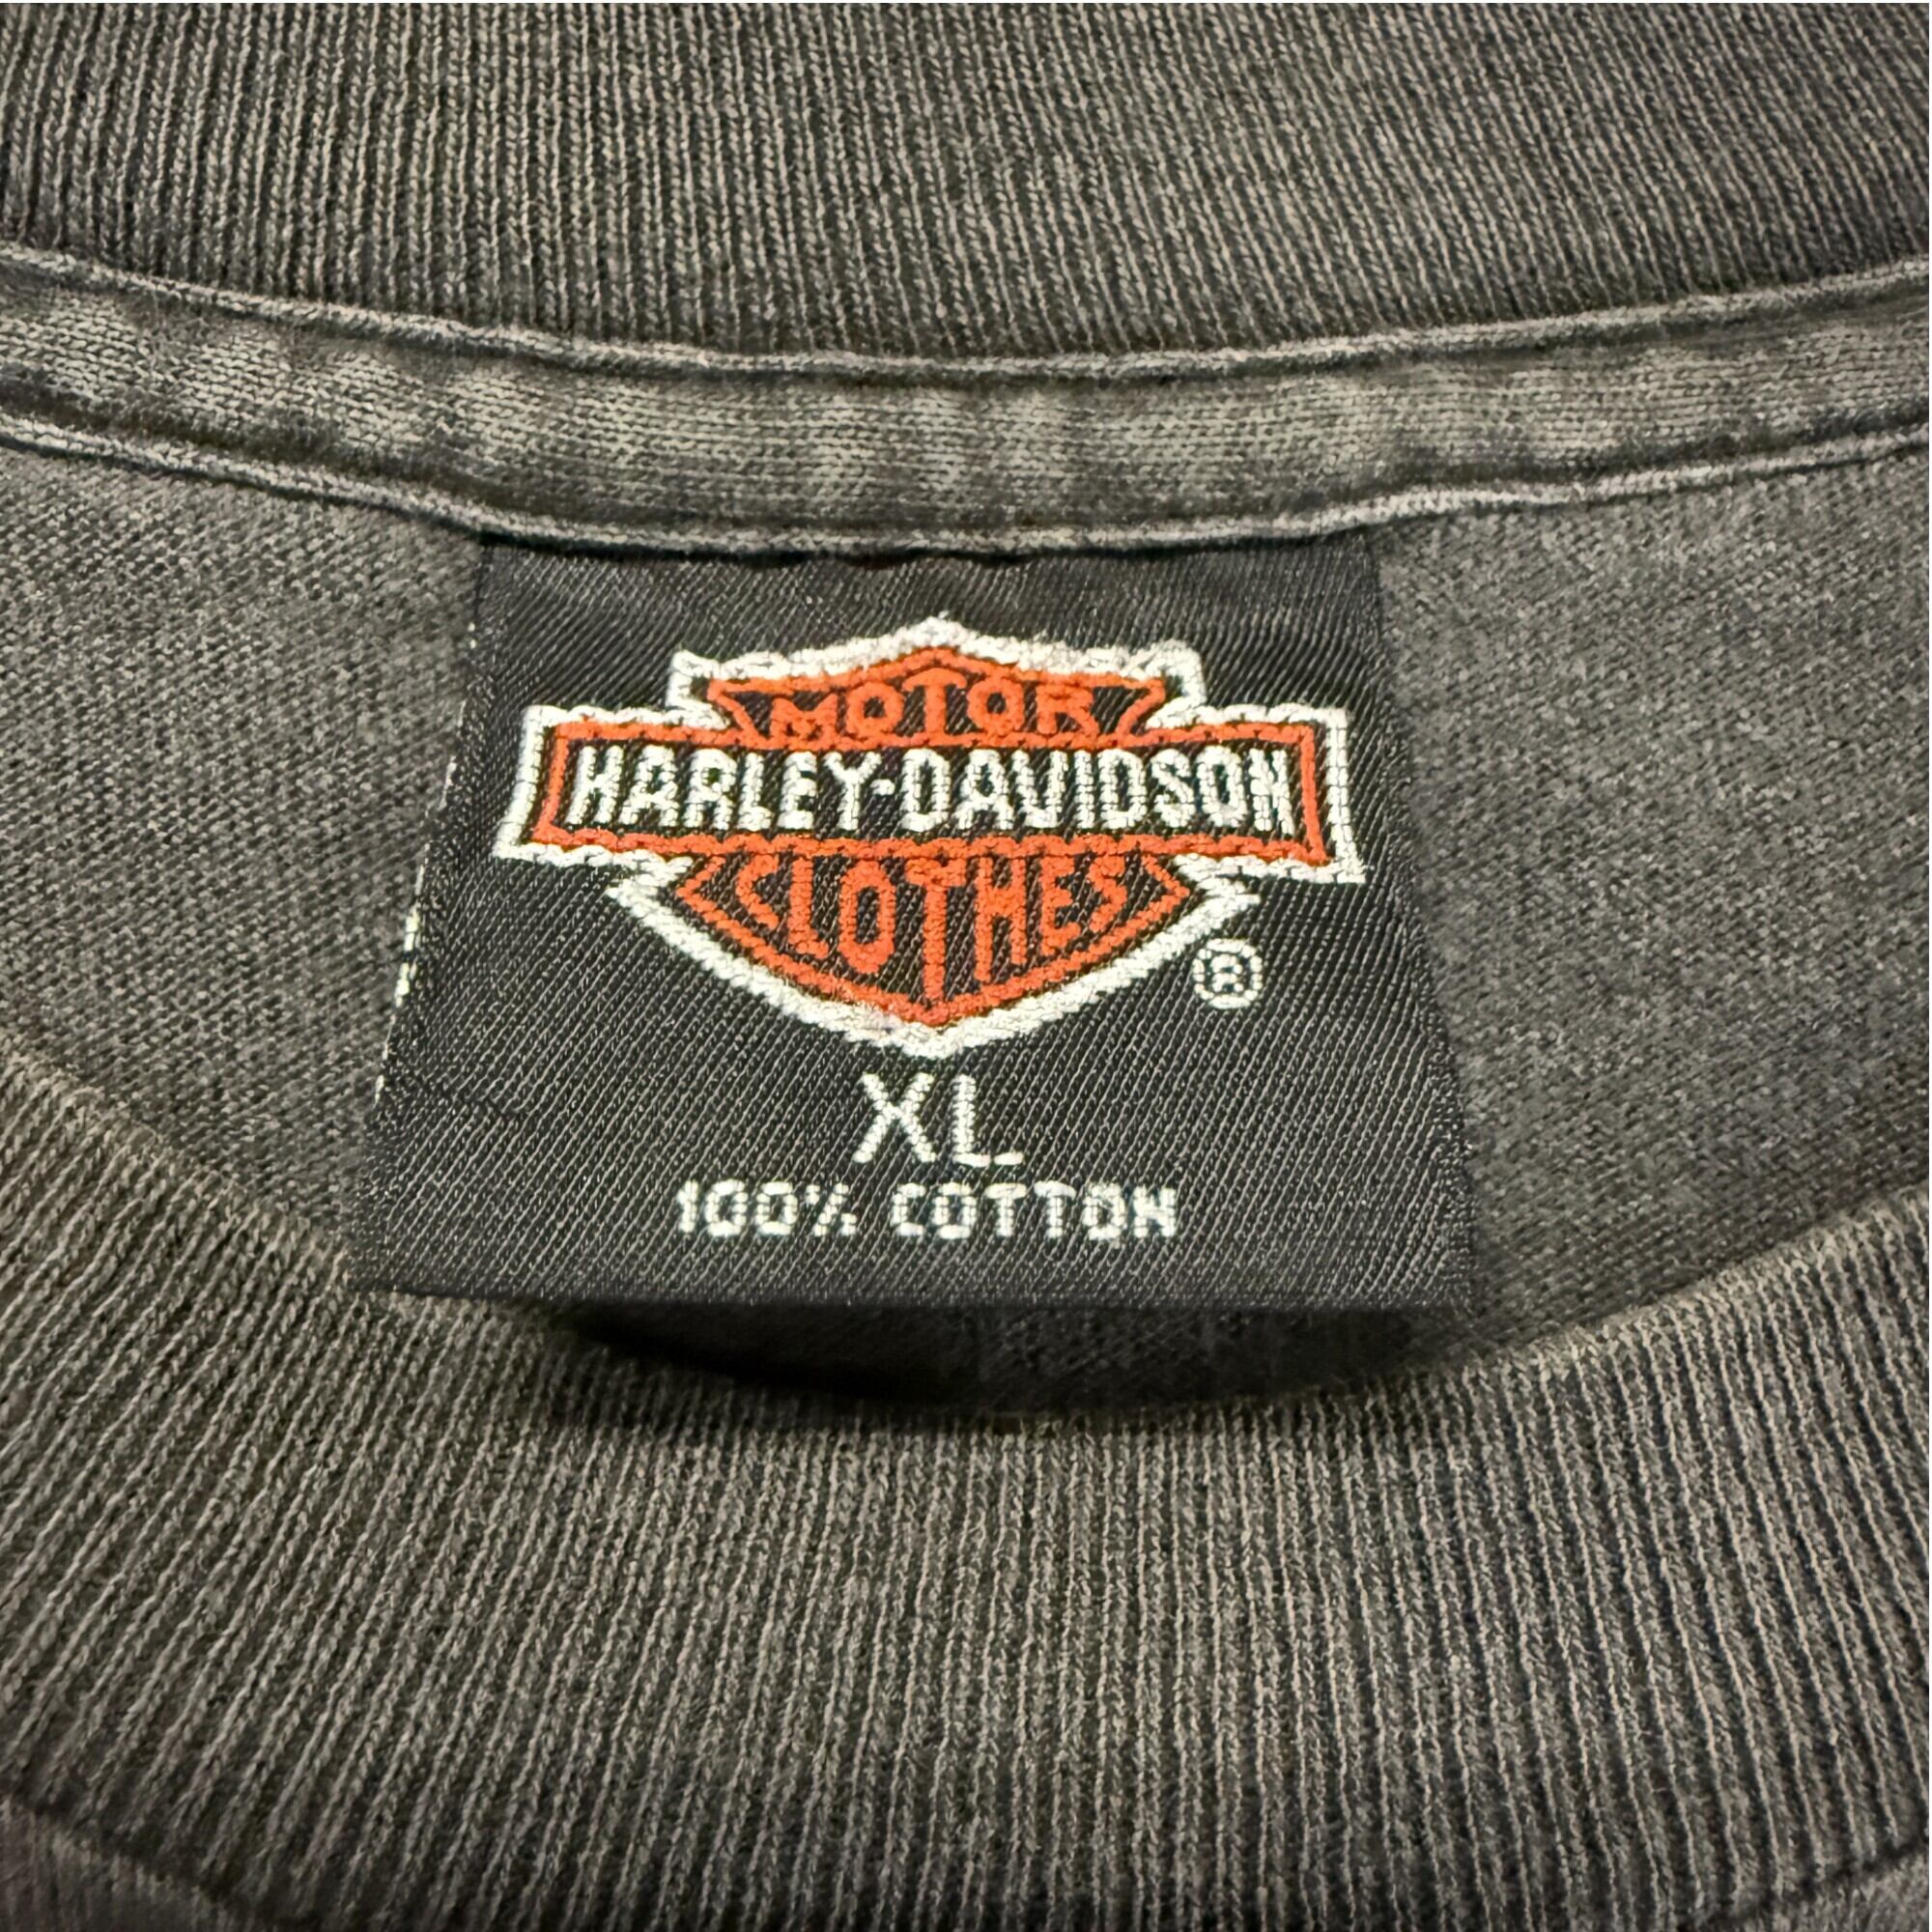 MOTOR
HARLEY-DAVIDSON
CLOTHES
®
XL
100% COTTON